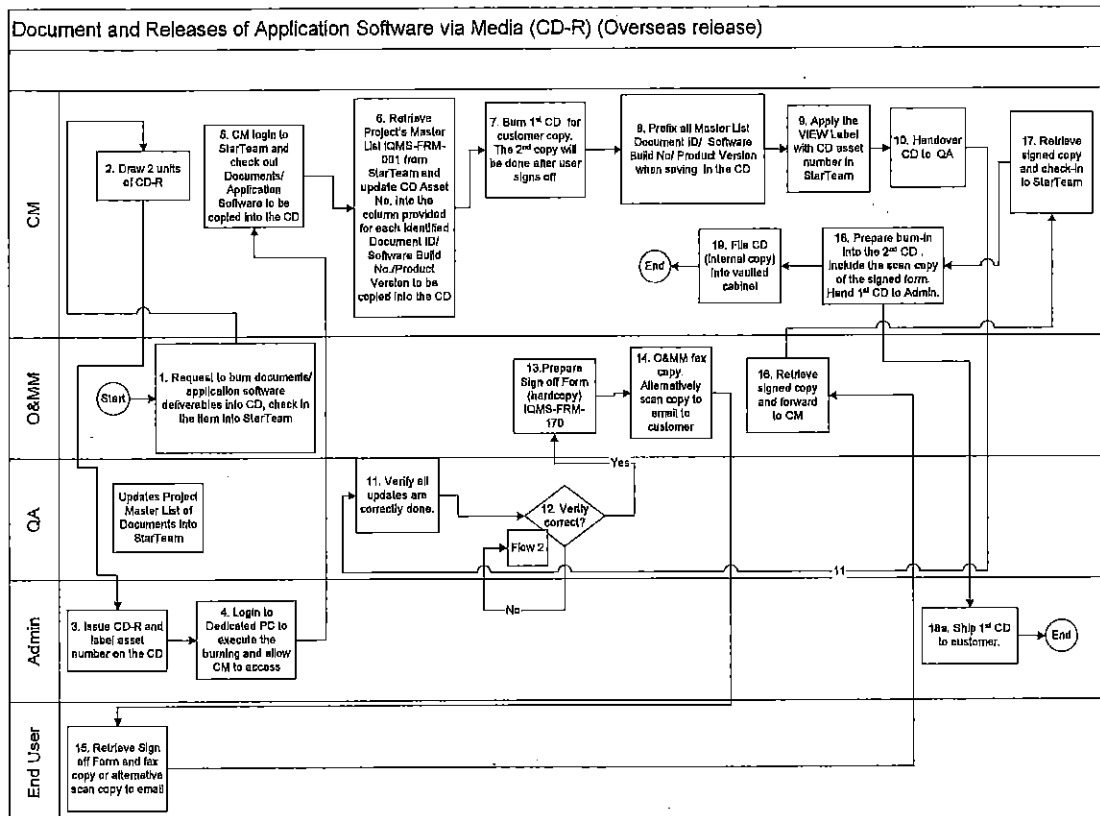 Document and Releases of Application Software via Media (CD-R) (Overseas release)
CM
2. Draw 2 units
of CD-R
5. CM login to
StarTeam and
check out
Documents/
Application
Software to be
copied into the CD
6. Retrieve
Project's Master
List IQMS-FRM-
001 from
StarTeam and
update CD Asset
No. into the
column provided
for each identified
Document ID/
Software Build
No./Product
Version to be
copied into the CD
7. Burn 1st CD for
customer copy.
The 2nd copy will
be done after user
signs off
8. Prefix all Master List
Document ID/ Software
Build No/ Product Version
when saving in the CD
9. Apply the
VIEW Label
with CD asset
number in
StarTeam
10. Handover
CD to QA
17. Retrieve
signed copy
and check-in
to StarTeam
End
19. File CD
(internal copy)
into vaulted
cabinet
18. Prepare burn-in
into the 2nd CD,
include the scan copy
of the signed form.
Hand 1st CD to Admin.
O&MM
Start
1. Request to burn documents/
application software
deliverables into CD, check in
the item into StarTeam
13.Prepare
Sign off Form
(hardcopy)
IQMS-FRM-
170
14. O&MM fax
copy.
Alternatively
scan copy to
email to
customer
16. Retrieve
signed copy
and forward
to CM
QA
Updates Project
Master List of
Documents into
StarTeam
11. Verify all
updates are
correctly done.
Yes
12. Verify
correct?
Flow 2
11
No
Admin
3. Issue CD-R and
label asset
number on the CD
4. Login to
Dedicated PC to
execute the
burning and allow
CM to access
18a. Ship 1st CD
to customer.
End
End User
15. Retrieve Sign
off Form and fax
copy or alternative
scan copy to email